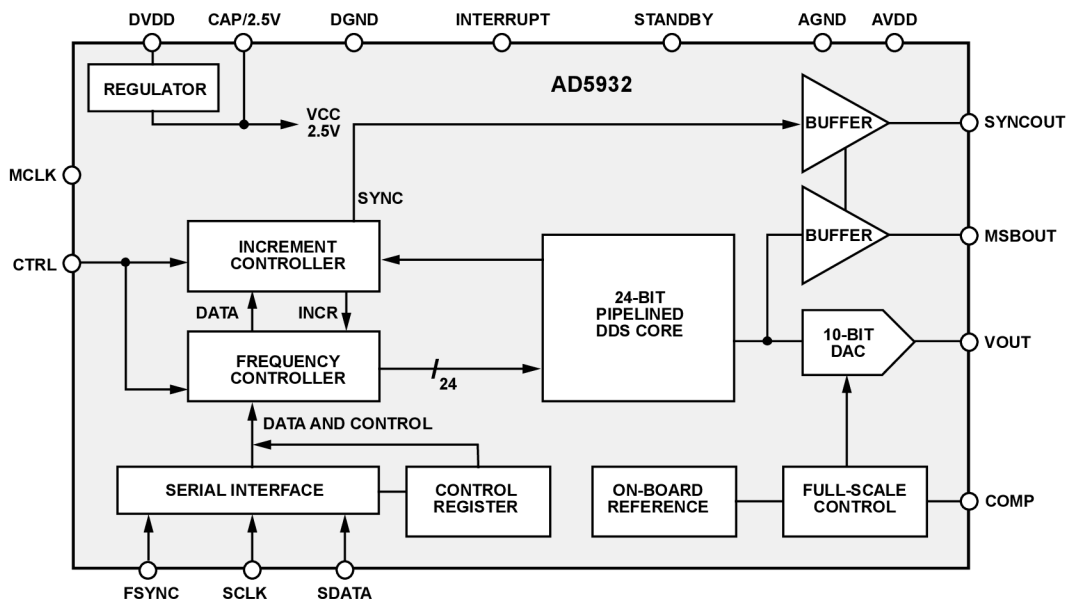 DVDD
CAP/2.5V
DGND
INTERRUPT
STANDBY
AGND
AVDD
REGULATOR
AD5932
VCC
2.5V
BUFFER
SYNCOUT
MCLK
SYNC
INCREMENT
CONTROLLER
BUFFER
MSBOUT
CTRL
DATA
INCR
24-BIT
PIPELINED
DDS CORE
10-BIT
DAC
VOUT
FREQUENCY
CONTROLLER
24
DATA AND CONTROL
SERIAL INTERFACE
CONTROL
REGISTER
ON-BOARD
REFERENCE
FULL-SCALE
CONTROL
COMP
FSYNC
SCLK
SDATA